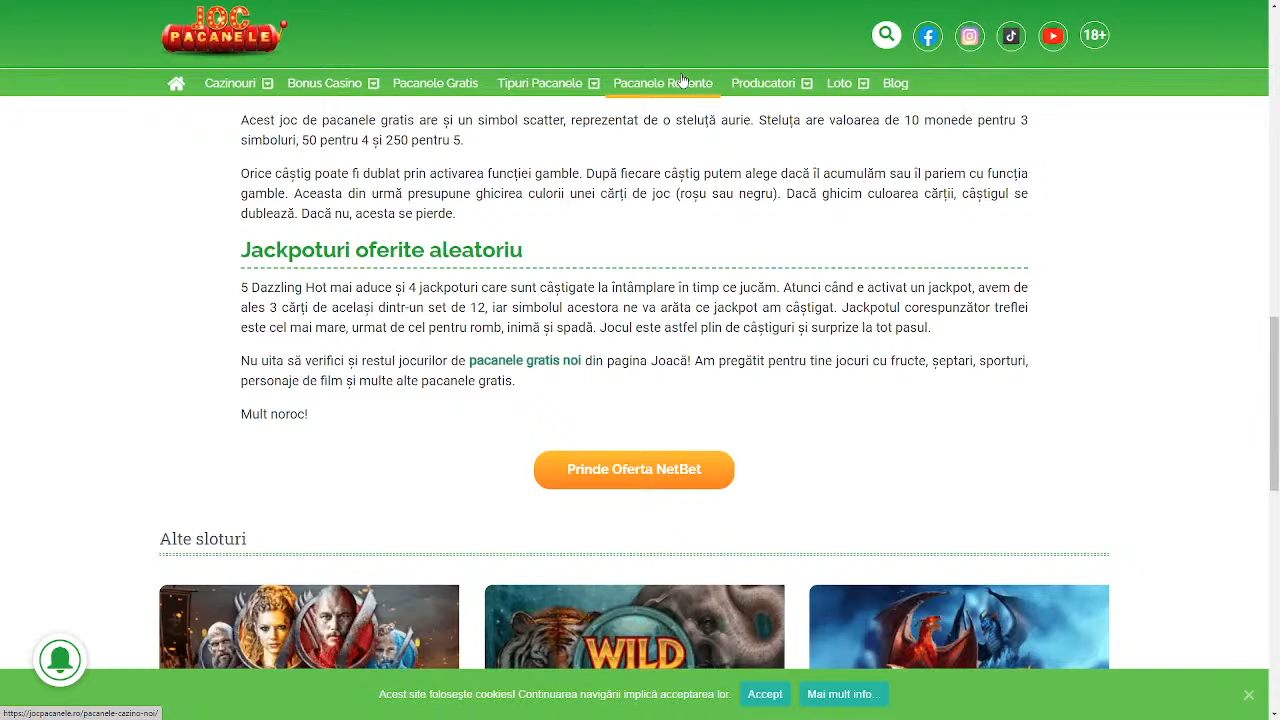 JOC
PACANELE
18+
Cazinouri
Bonus Casino
Pacanele Gratis
Tipuri Pacanele
Pacanele Recente
Producatori
Loto
Blog
Acest joc de pacanele gratis are și un simbol scatter, reprezentat de o steluță aurie. Steluța are valoarea de 10 monede pentru 3
simboluri, 50 pentru 4 și 250 pentru 5.
Orice câștig poate fi dublat prin activarea funcției gamble. După fiecare câștig putem alege dacă îl acumulăm sau îl pariem cu funcția
gamble. Aceasta din urmă presupune ghicirea culorii unei cărți de joc (roșu sau negru). Dacă ghicim culoarea cărții, câștigul se
dublează. Dacă nu, acesta se pierde.
Jackpoturi oferite aleatoriu
5 Dazzling Hot mai aduce și 4 jackpoturi care sunt câștigate la întâmplare în timp ce jucăm. Atunci când e activat un jackpot, avem de
ales 3 cărți de același dintr-un set de 12, iar simbolul acestora ne va arăta ce jackpot am câștigat. Jackpotul corespunzător treflei
este cel mai mare, urmat de cel pentru romb, inimă și spadă. Jocul este astfel plin de câștiguri și surprize la tot pasul.
Nu uita să verifici și restul jocurilor de pacanele gratis noi din pagina Joacă! Am pregătit pentru tine jocuri cu fructe, șeptari, sporturi,
personaje de film și multe alte pacanele gratis.
Mult noroc!
Prinde Oferta NetBet
Alte sloturi
WILD
Acest site folosește cookies! Continuarea navigării implică acceptarea lor
Accept
Mai mult info...
https://jocpacanele.ro/pacanele-cazino-noi/